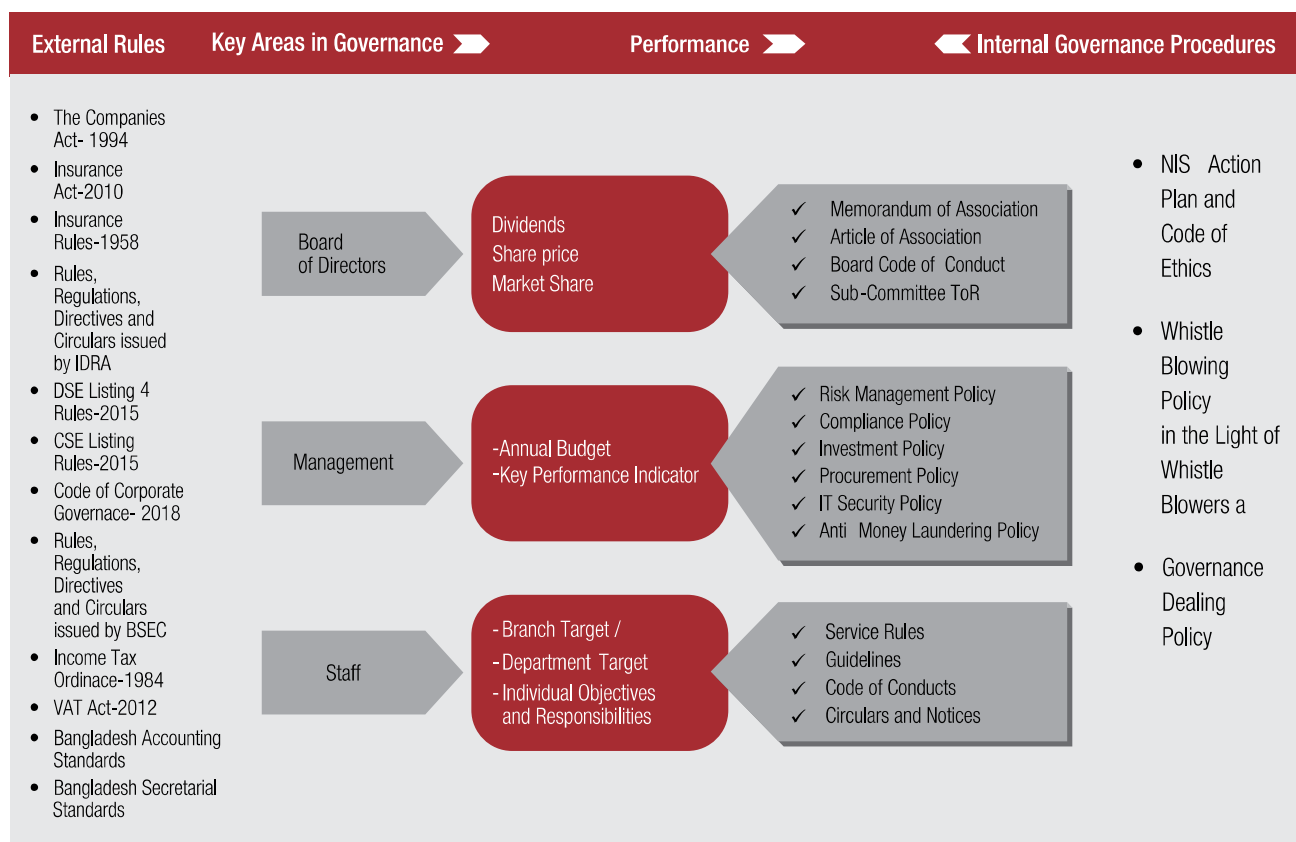 External Rules
Key Areas in Governance
Performance
Internal Governance Procedures
• The Companies
Act- 1994
• Insurance
Act-2010
• Insurance
Rules-1958
• Rules,
Regulations,
Directives and
Circulars issued
by IDRA
• DSE Listing 4
Rules-2015
• CSE Listing
Rules-2015
• Code of Corporate
Governace- 2018
• Rules,
Regulations,
Directives
and Circulars
issued by BSEC
• Income Tax
Ordinace-1984
• VAT Act-2012
• Bangladesh Accounting
Standards
• Bangladesh Secretarial
Standards
Board
of Directors
Dividends
Share price
Market Share
✓ Memorandum of Association
✓ Article of Association
✓ Board Code of Conduct
✓ Sub-Committee ToR
Management
-Annual Budget
-Key Performance Indicator
✓ Risk Management Policy
✓ Compliance Policy
✓ Investment Policy
✓ Procurement Policy
✓ IT Security Policy
✓ Anti Money Laundering Policy
Staff
- Branch Target /
- Department Target
- Individual Objectives
and Responsibilities
✓ Service Rules
✓ Guidelines
✓ Code of Conducts
✓ Circulars and Notices
• NIS Action
Plan and
Code of
Ethics
• Whistle
Blowing
Policy
in the Light of
Whistle
Blowers a
• Governance
Dealing
Policy